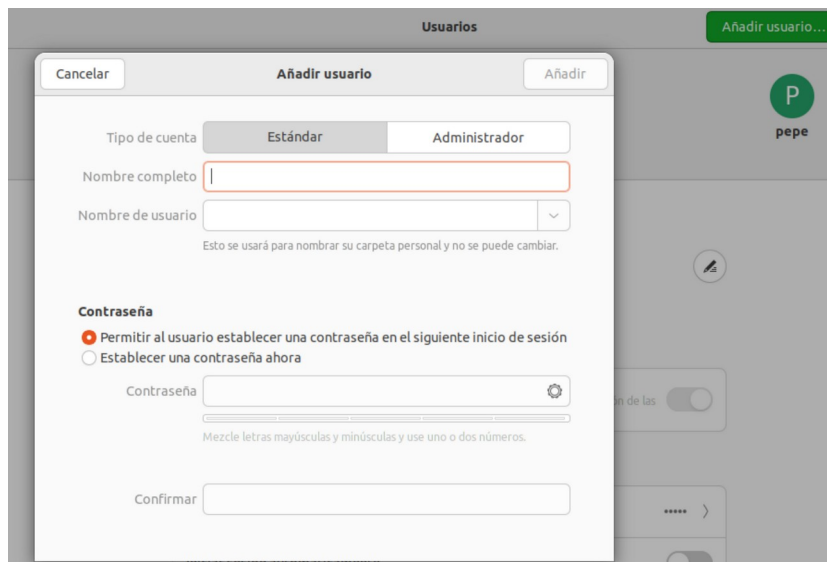 Usuarios
Añadir usuario...
Cancelar
Añadir usuario
Añadir
P
pepe
Tipo de cuenta
Estándar
Administrador
Nombre completo
Nombre de usuario
Esto se usará para nombrar su carpeta personal y no se puede cambiar.
Contraseña
Permitir al usuario establecer una contraseña en el siguiente inicio de sesión
Establecer una contraseña ahora
Contraseña
de las
Mezcle letras mayúsculas y minúsculas y use uno o dos números.
Confirmar
•••••